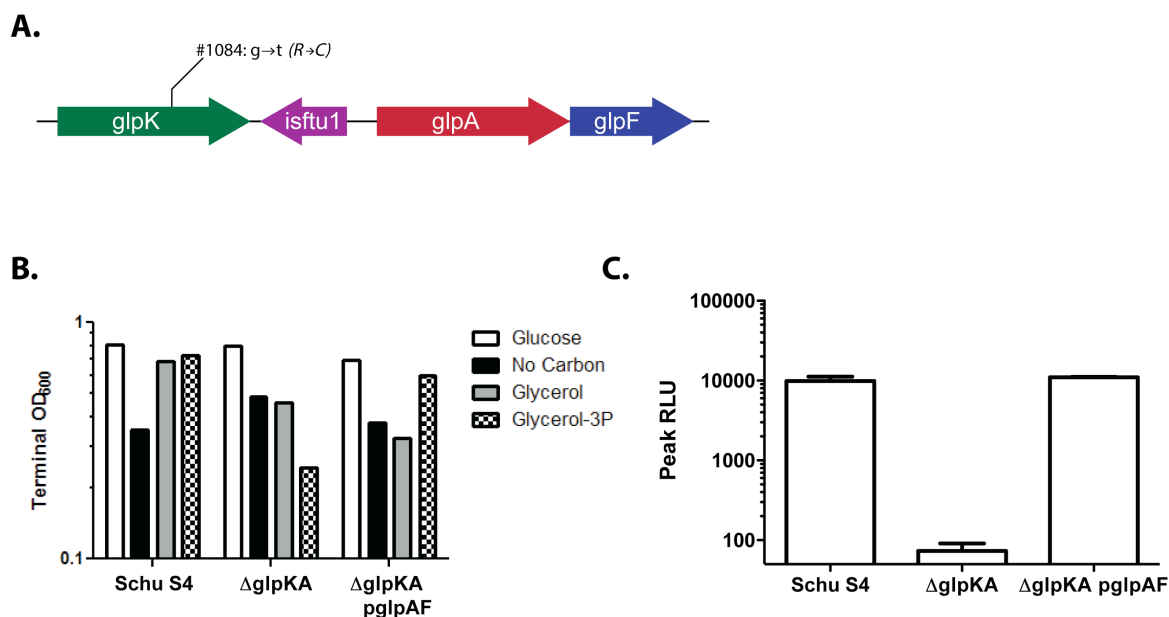 A.
#1084: g→t (R→C)
glpK
isftu1
glpA
glpF
B.
Terminal OD600
1
0.1
Schu S4
ΔglpKA
ΔglpKA
pglpAF
Glucose
No Carbon
Glycerol
Glycerol-3P
C.
Peak RLU
100000
10000
1000
100
Schu S4
ΔglpKA
ΔglpKA pglpAF